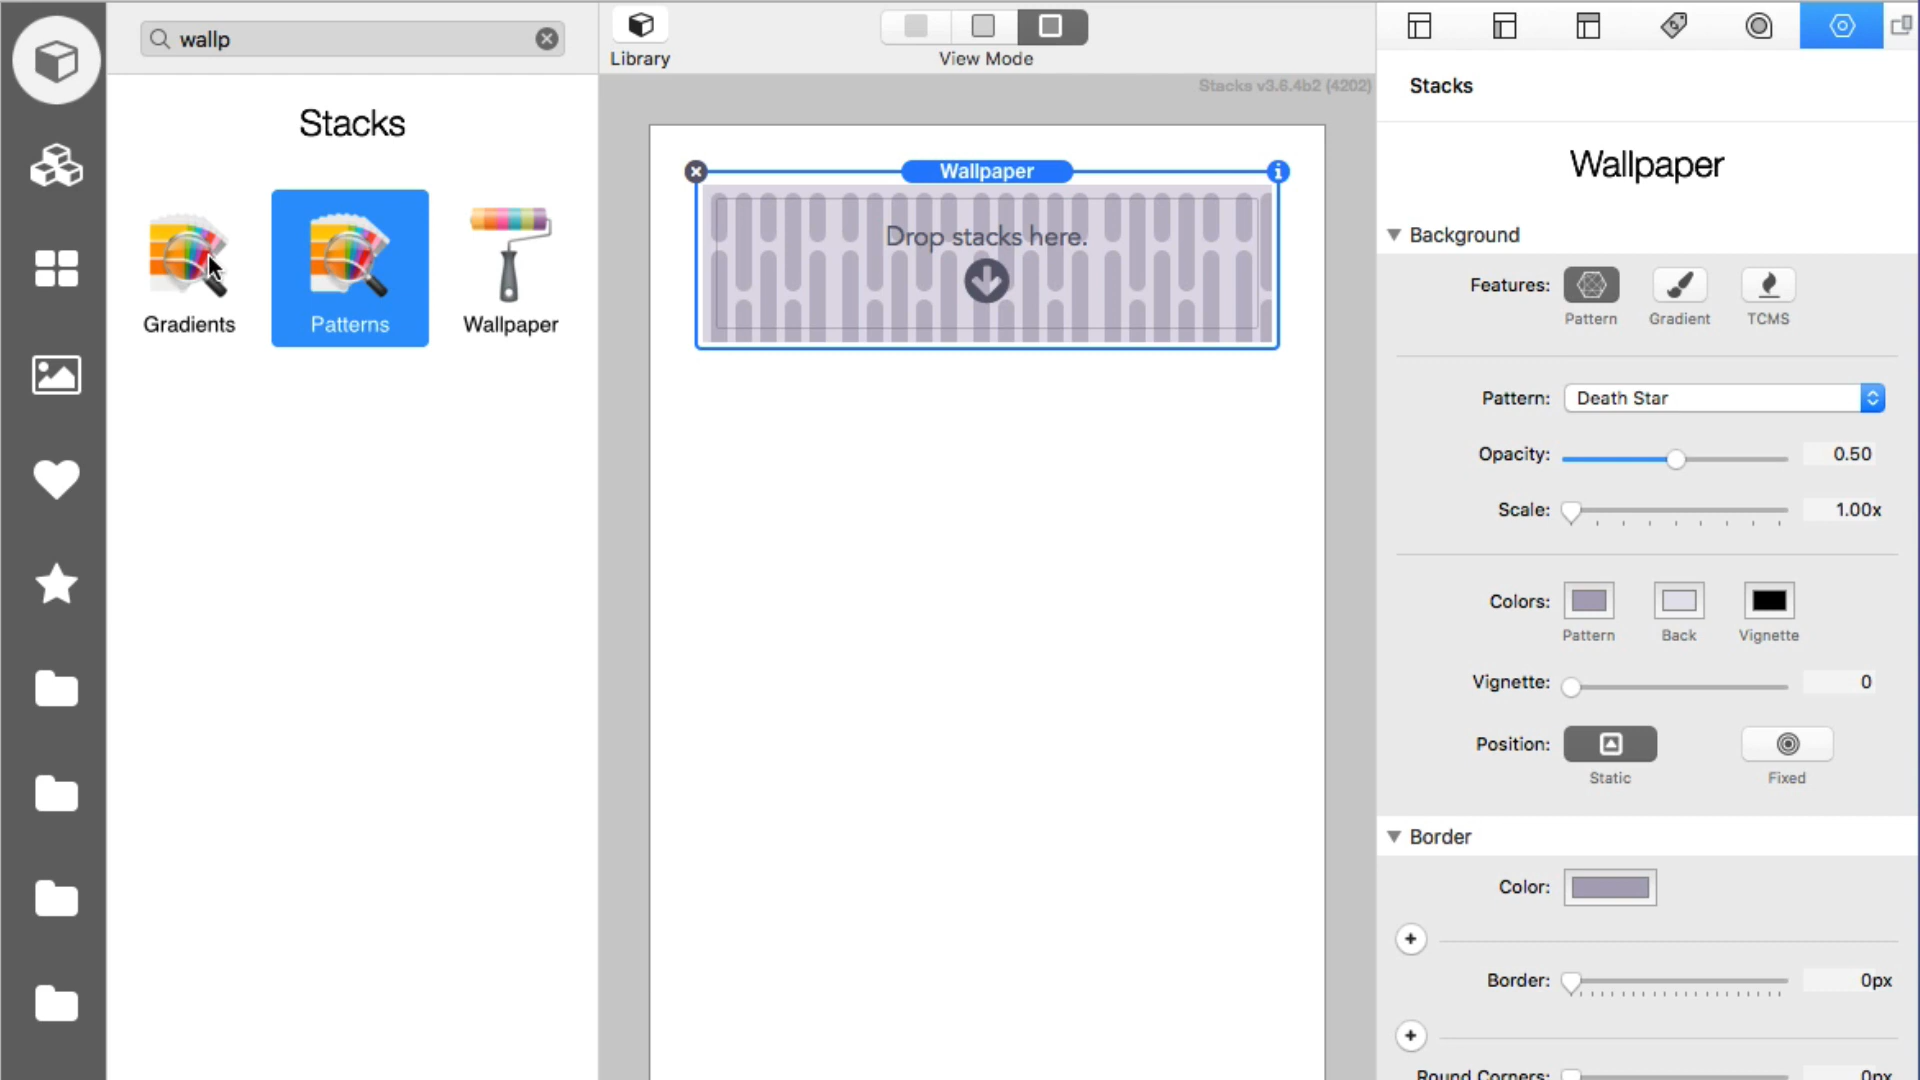 wallp
Stacks
Gradients
Patterns
Wallpaper
Library
View Mode
Stacks v3.6.4b2 (4202)
Wallpaper
Drop stacks here.
Stacks
Wallpaper
Background
Features:
Pattern
Gradient
TCMS
Pattern: Death Star
Opacity: 0.50
Scale: 1.00x
Colors:
Pattern
Back
Vignette
Vignette: 0
Position:
Static
Fixed
Border
Color:
Border: 0px
Round Corners: 0px